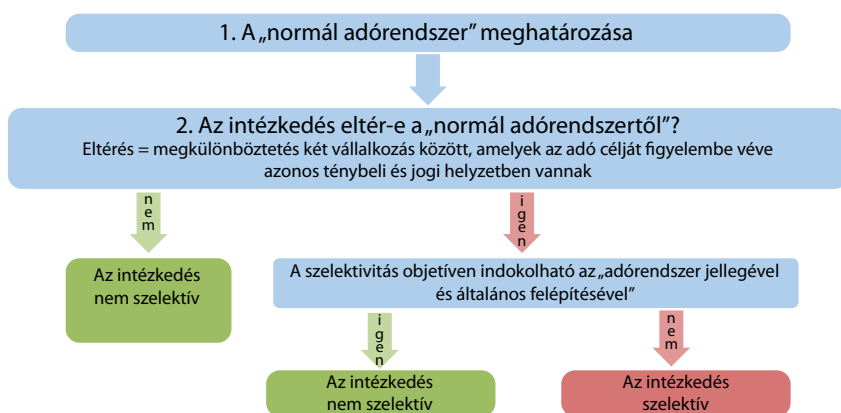 1. A „normál adórendszer” meghatározása
2. Az intézkedés eltér-e a „normál adórendszertől”?
Eltérés = megkülönböztetés két vállalkozás között, amelyek az adó célját figyelembe véve
azonos ténybeli és jogi helyzetben vannak
nem
igen
Az intézkedés
nem szelektív
A szelektivitás objetíven indokolható az „adórendszer jellegével
és általános felépítésével”
igen
nem
Az intézkedés
nem szelektív
Az intézkedés
szelektív